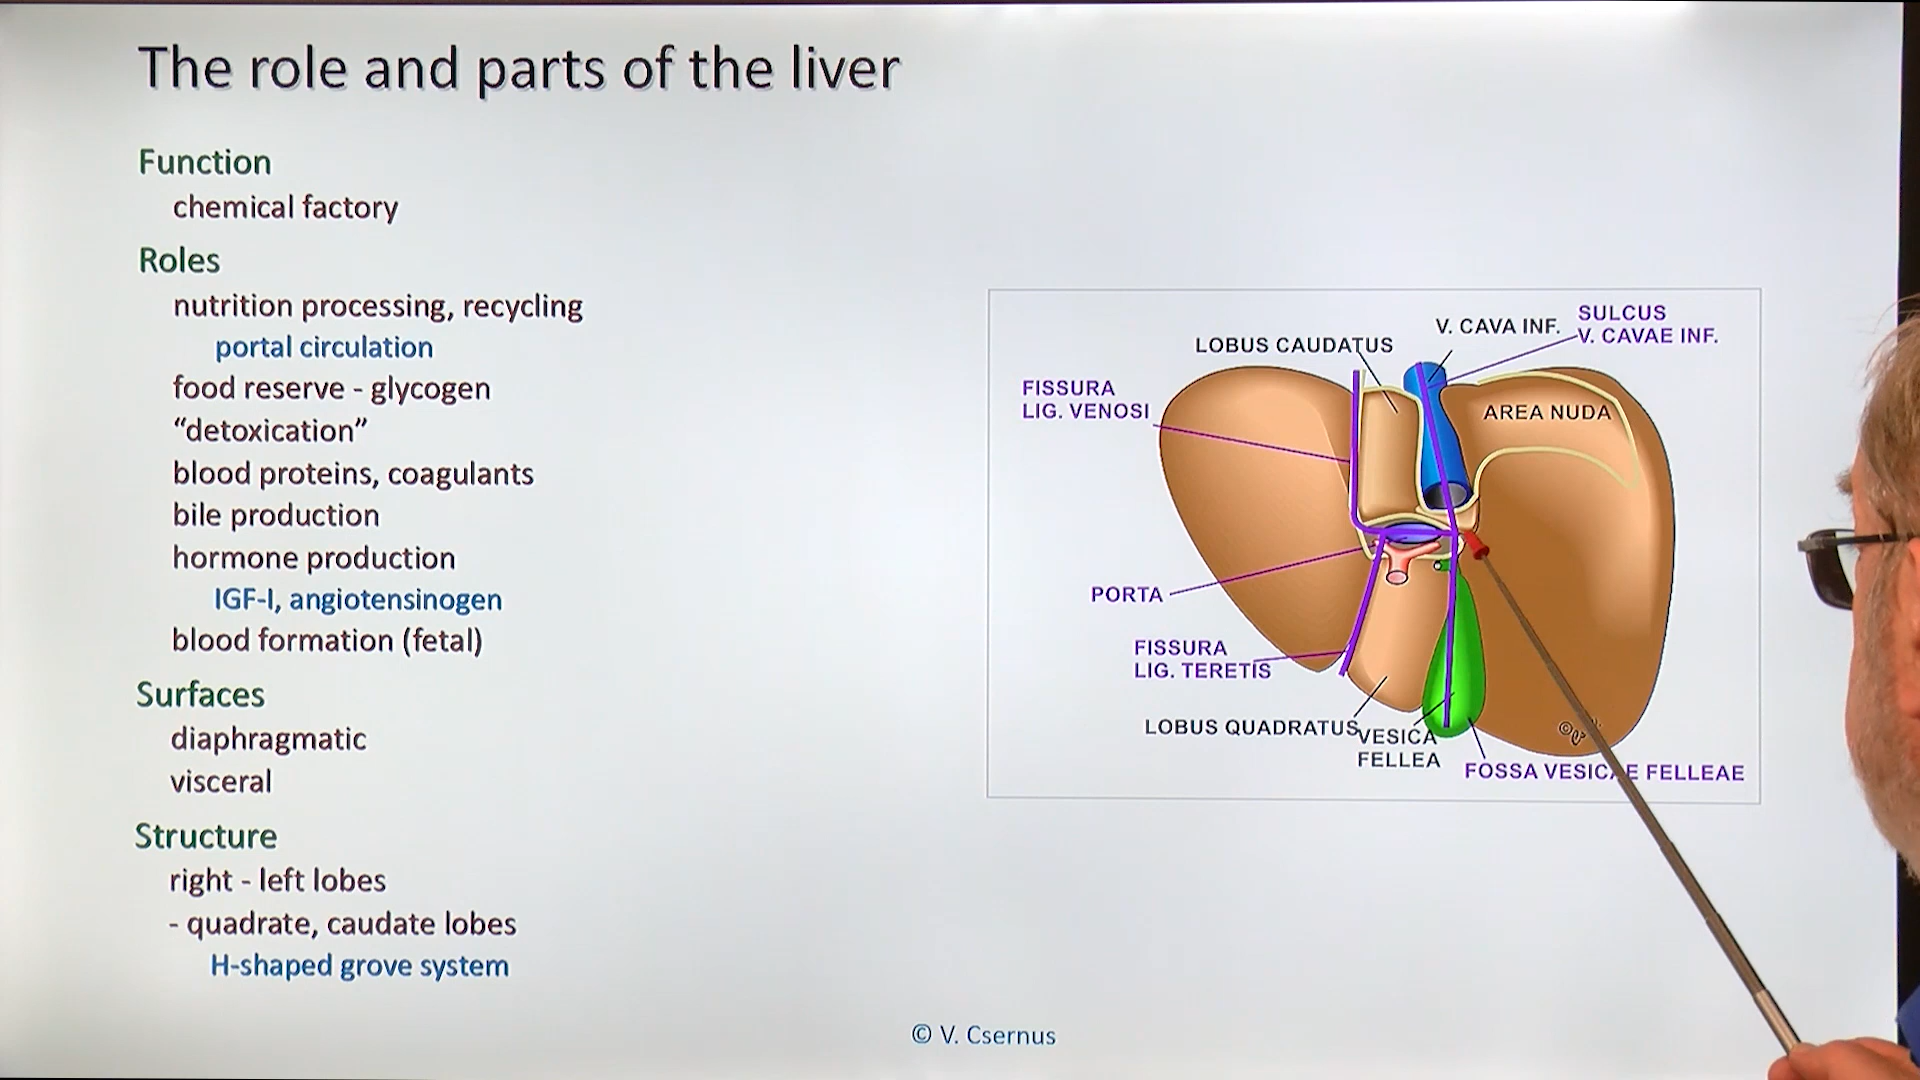 The role and parts of the liver
Function
chemical factory
Roles
nutrition processing, recycling
portal circulation
food reserve - glycogen
“detoxication”
blood proteins, coagulants
bile production
hormone production
IGF-I, angiotensinogen
blood formation (fetal)
Surfaces
diaphragmatic
visceral
Structure
right - left lobes
- quadrate, caudate lobes
H-shaped grove system
LOBUS CAUDATUS
V. CAVA INF.
SULCUS
V. CAVAE INF.
FISSURA
LIG. VENOSI
AREA NUDA
PORTA
FISSURA
LIG. TERETIS
LOBUS QUADRATUS
VESICA
FELLEA
FOSSA VESICAE FELLEAE
© V. Csernus